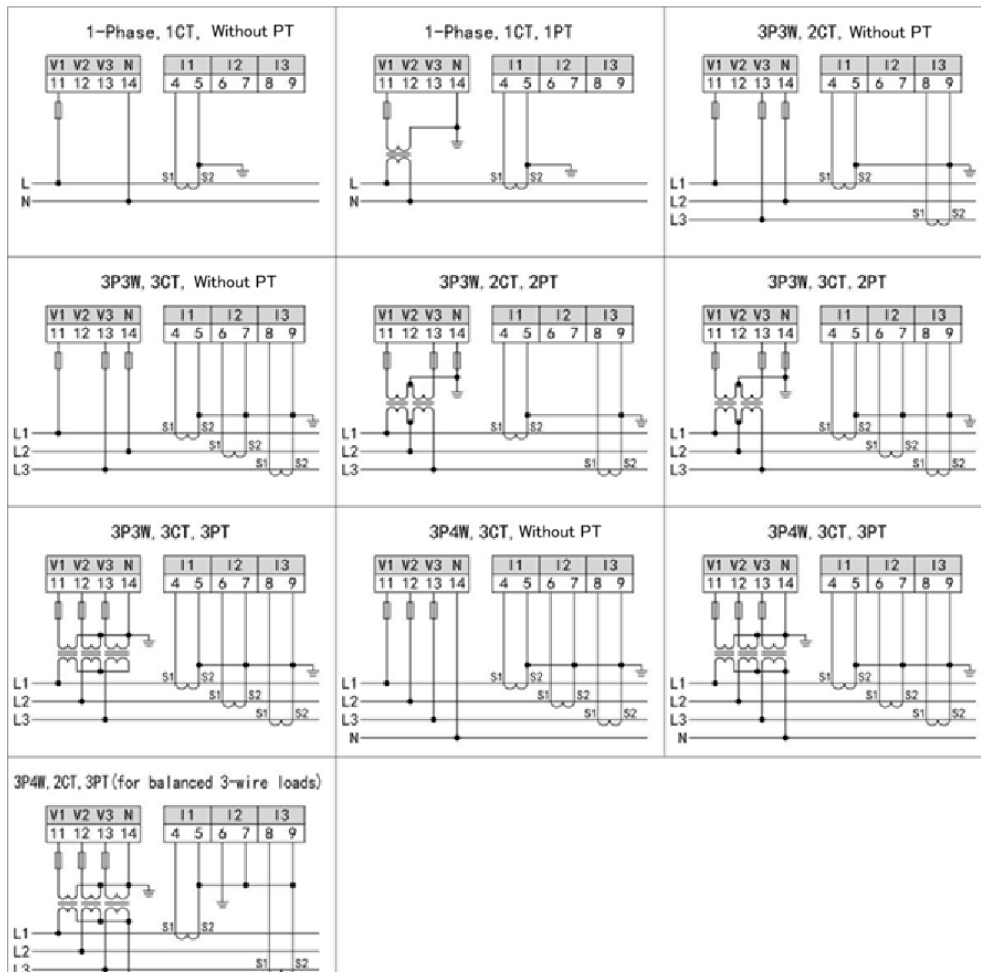 1-Phase, 1CT, Without PT
V1 V2 V3 N I1 I2 I3
11 12 13 14 4 5 6 7 8 9
S1 S2
L
N
1-Phase, 1CT, 1PT
V1 V2 V3 N I1 I2 I3
11 12 13 14 4 5 6 7 8 9
S1 S2
L
N
3P3W, 2CT, Without PT
V1 V2 V3 N I1 I2 I3
11 12 13 14 4 5 6 7 8 9
S1 S2
L1
L2
L3 S1 S2
3P3W, 3CT, Without PT
V1 V2 V3 N I1 I2 I3
11 12 13 14 4 5 6 7 8 9
S1 S2
L1
L2 S1 S2
L3 S1 S2
3P3W, 2CT, 2PT
V1 V2 V3 N I1 I2 I3
11 12 13 14 4 5 6 7 8 9
S1 S2
L1
L2
L3 S1 S2
3P3W, 3CT, 2PT
V1 V2 V3 N I1 I2 I3
11 12 13 14 4 5 6 7 8 9
S1 S2
L1
L2 S1 S2
L3 S1 S2
3P3W, 3CT, 3PT
V1 V2 V3 N I1 I2 I3
11 12 13 14 4 5 6 7 8 9
S1 S2
L1
L2 S1 S2
L3 S1 S2
3P4W, 3CT, Without PT
V1 V2 V3 N I1 I2 I3
11 12 13 14 4 5 6 7 8 9
S1 S2
L1
L2 S1 S2
L3 S1 S2
N
3P4W, 3CT, 3PT
V1 V2 V3 N I1 I2 I3
11 12 13 14 4 5 6 7 8 9
S1 S2
L1
L2 S1 S2
L3 S1 S2
N
3P4W, 2CT, 3PT(for balanced 3-wire loads)
V1 V2 V3 N I1 I2 I3
11 12 13 14 4 5 6 7 8 9
S1 S2
L1
L2
L3 S1 S2